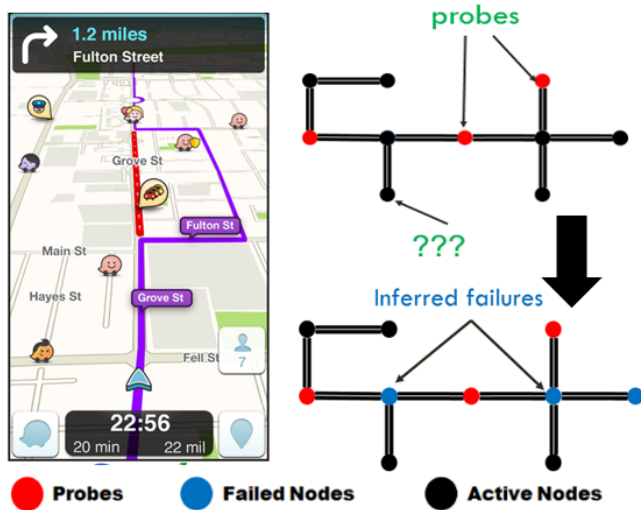 1.2 miles
Fulton Street
Grove St
Fulton St
Main St
Hayes St
Grove St
Fell St
7
22:56
20 min 22 mil
probes
???
Inferred failures
Probes Failed Nodes Active Nodes